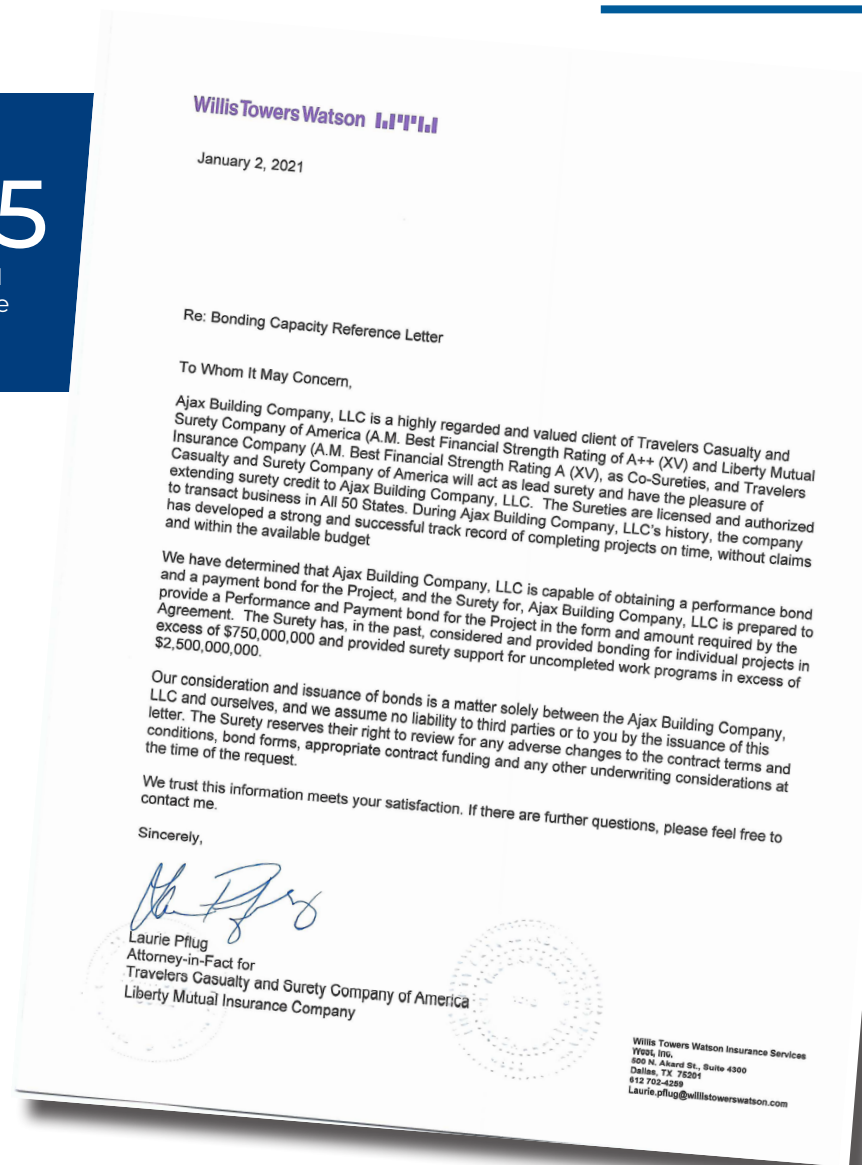 Willis Towers Watson
January 2, 2021
5
e
Re: Bonding Capacity Reference Letter
To Whom It May Concern,
Ajax Building Company, LLC is a highly regarded and valued client of Travelers Casualty and
Surety Company of America (A.M. Best Financial Strength Rating of A++ (XV) and Liberty Mutual
Insurance Company (A.M. Best Financial Strength Rating A (XV), as Co-Sureties, and Travelers
Casualty and Surety Company of America will act as lead surety and have the pleasure of
extending surety credit to Ajax Building Company, LLC. The Sureties are licensed and authorized
to transact business in All 50 States. During Ajax Building Company, LLC's history, the company
has developed a strong and successful track record of completing projects on time, without claims
and within the available budget
We have determined that Ajax Building Company, LLC is capable of obtaining a performance bond
and a payment bond for the Project, and the Surety for, Ajax Building Company, LLC is prepared to
provide a Performance and Payment bond for the Project in the form and amount required by the
Agreement. The Surety has, in the past, considered and provided bonding for individual projects in
excess of $750,000,000 and provided surety support for uncompleted work programs in excess of
$2,500,000,000.
Our consideration and issuance of bonds is a matter solely between the Ajax Building Company,
LLC and ourselves, and we assume no liability to third parties or to you by the issuance of this
letter. The Surety reserves their right to review for any adverse changes to the contract terms and
conditions, bond forms, appropriate contract funding and any other underwriting considerations at
the time of the request.
We trust this information meets your satisfaction. If there are further questions, please feel free to
contact me.
Sincerely,
Laurie Pflug
Attorney-in-Fact for
Travelers Casualty and Surety Company of America
Liberty Mutual Insurance Company
Willis Towers Watson Insurance Services
West, Inc.
500 N. Akard St., Suite 4300
Dallas, TX 75201
612 702-4259
Laurie.pflug@willistowerswatson.com